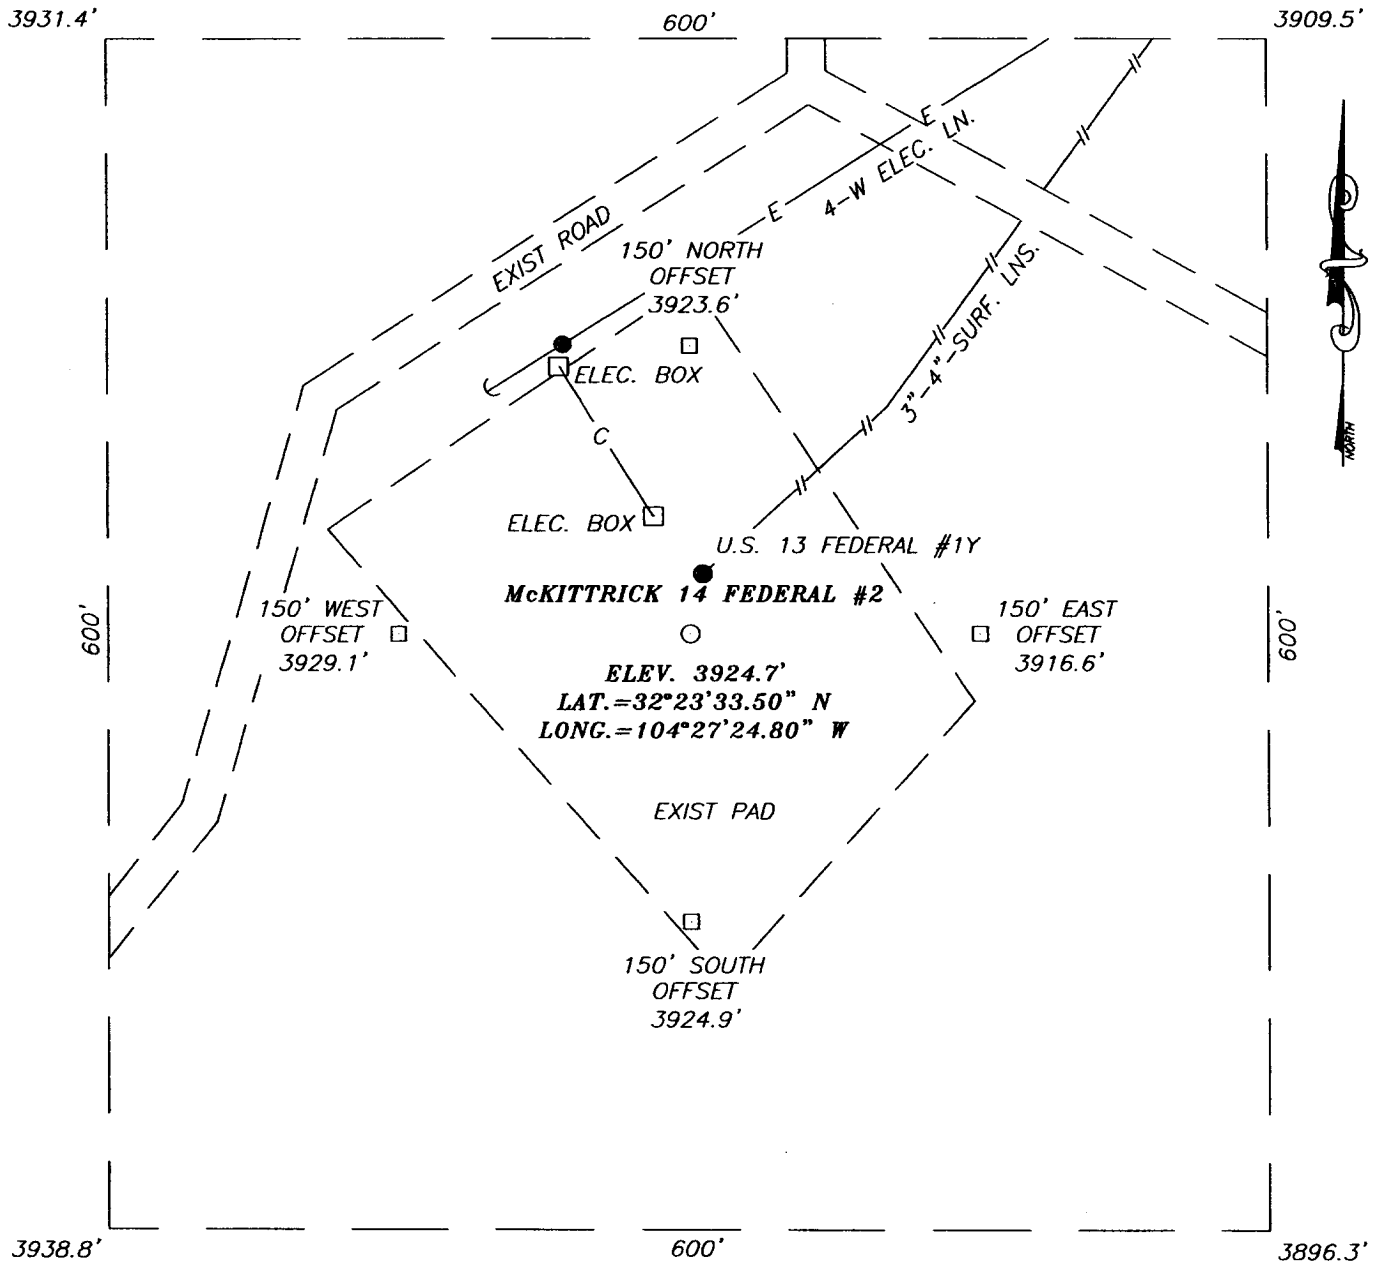 3931.4'
600'
3909.5'
E
4-W ELEC. LN.
E
EXIST ROAD
150' NORTH
OFFSET
3923.6'
NORTH
3"-4"-SURF. LNS.
ELEC. BOX
C
ELEC. BOX
U.S. 13 FEDERAL #1Y
McKITTRICK 14 FEDERAL #2
600'
150' WEST
OFFSET
3929.1'
150' EAST
OFFSET
3916.6'
600'
ELEV. 3924.7'
LAT.=32°23'33.50" N
LONG.=104°27'24.80" W
EXIST PAD
150' SOUTH
OFFSET
3924.9'
3938.8'
600'
3896.3'